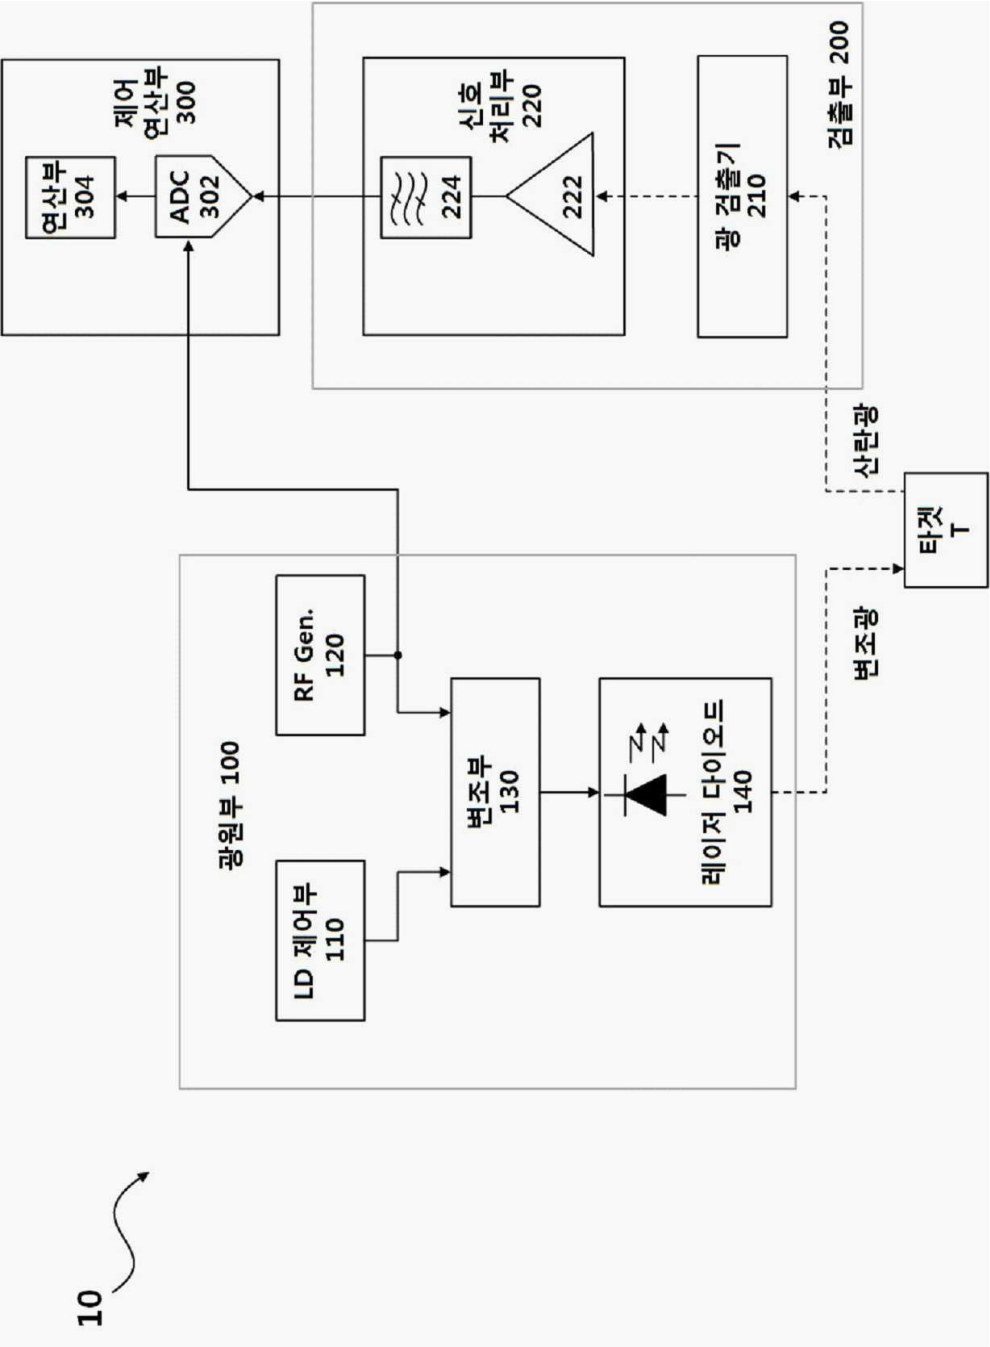 10
광원부 100
LD 제어부
110
RF Gen.
120
변조부
130
레이저 다이오드
140
변조광
타겟
T
산란광
검출부 200
광 검출기
210
신호
처리부
220
222
224
제어
연산부
300
ADC
302
연산부
304